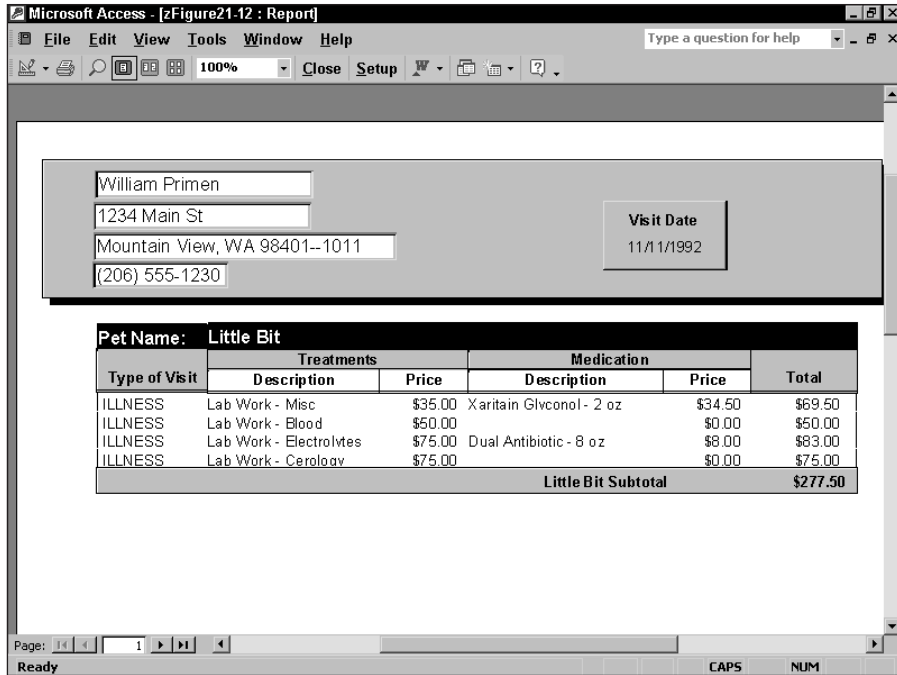 Microsoft Access - [zFigure21-12 : Report]
File Edit View Tools Window Help Type a question for help
100% Close Setup
William Primen
1234 Main St
Mountain View, WA 98401--1011
(206) 555-1230
Visit Date
11/11/1992
Pet Name: Little Bit
Treatments Medication
Type of Visit Description Price Description Price Total
ILLNESS Lab Work - Misc $35.00 Xaritain Glyconol - 2 oz $34.50 $69.50
ILLNESS Lab Work - Blood $50.00 $0.00 $50.00
ILLNESS Lab Work - Electrolytes $75.00 Dual Antibiotic - 8 oz $8.00 $83.00
ILLNESS Lab Work - Cerology $75.00 $0.00 $75.00
Little Bit Subtotal $277.50
Page: 1
Ready CAPS NUM